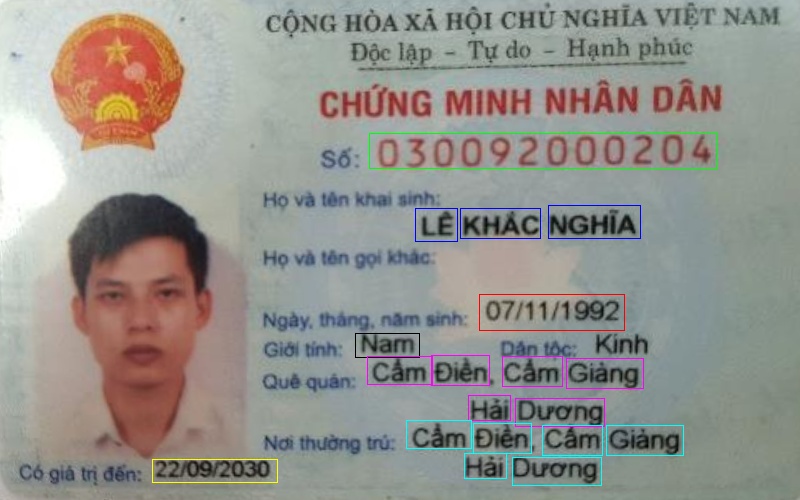 CỘNG HÒA XÃ HỘI CHỦ NGHĨA VIỆT NAM
Độc lập - Tự do - Hạnh phúc
CHỨNG MINH NHÂN DÂN
Số: 030092000204
Họ và tên khai sinh:
LÊ KHẮC NGHĨA
Họ và tên gọi khác:
Ngày, tháng, năm sinh: 07/11/1992
Giới tính: Nam Dân tộc: Kinh
Quê quán: Cẩm Điền, Cẩm Giàng
Hải Dương
Nơi thường trú: Cẩm Điền, Cẩm Giàng
Hải Dương
Có giá trị đến: 22/09/2030